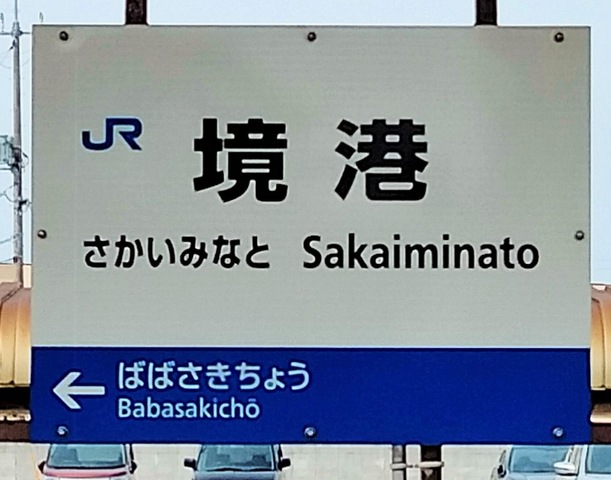 JR 境港
さかいみなと Sakaiminato
← ばばさきちょう
Babasakichō